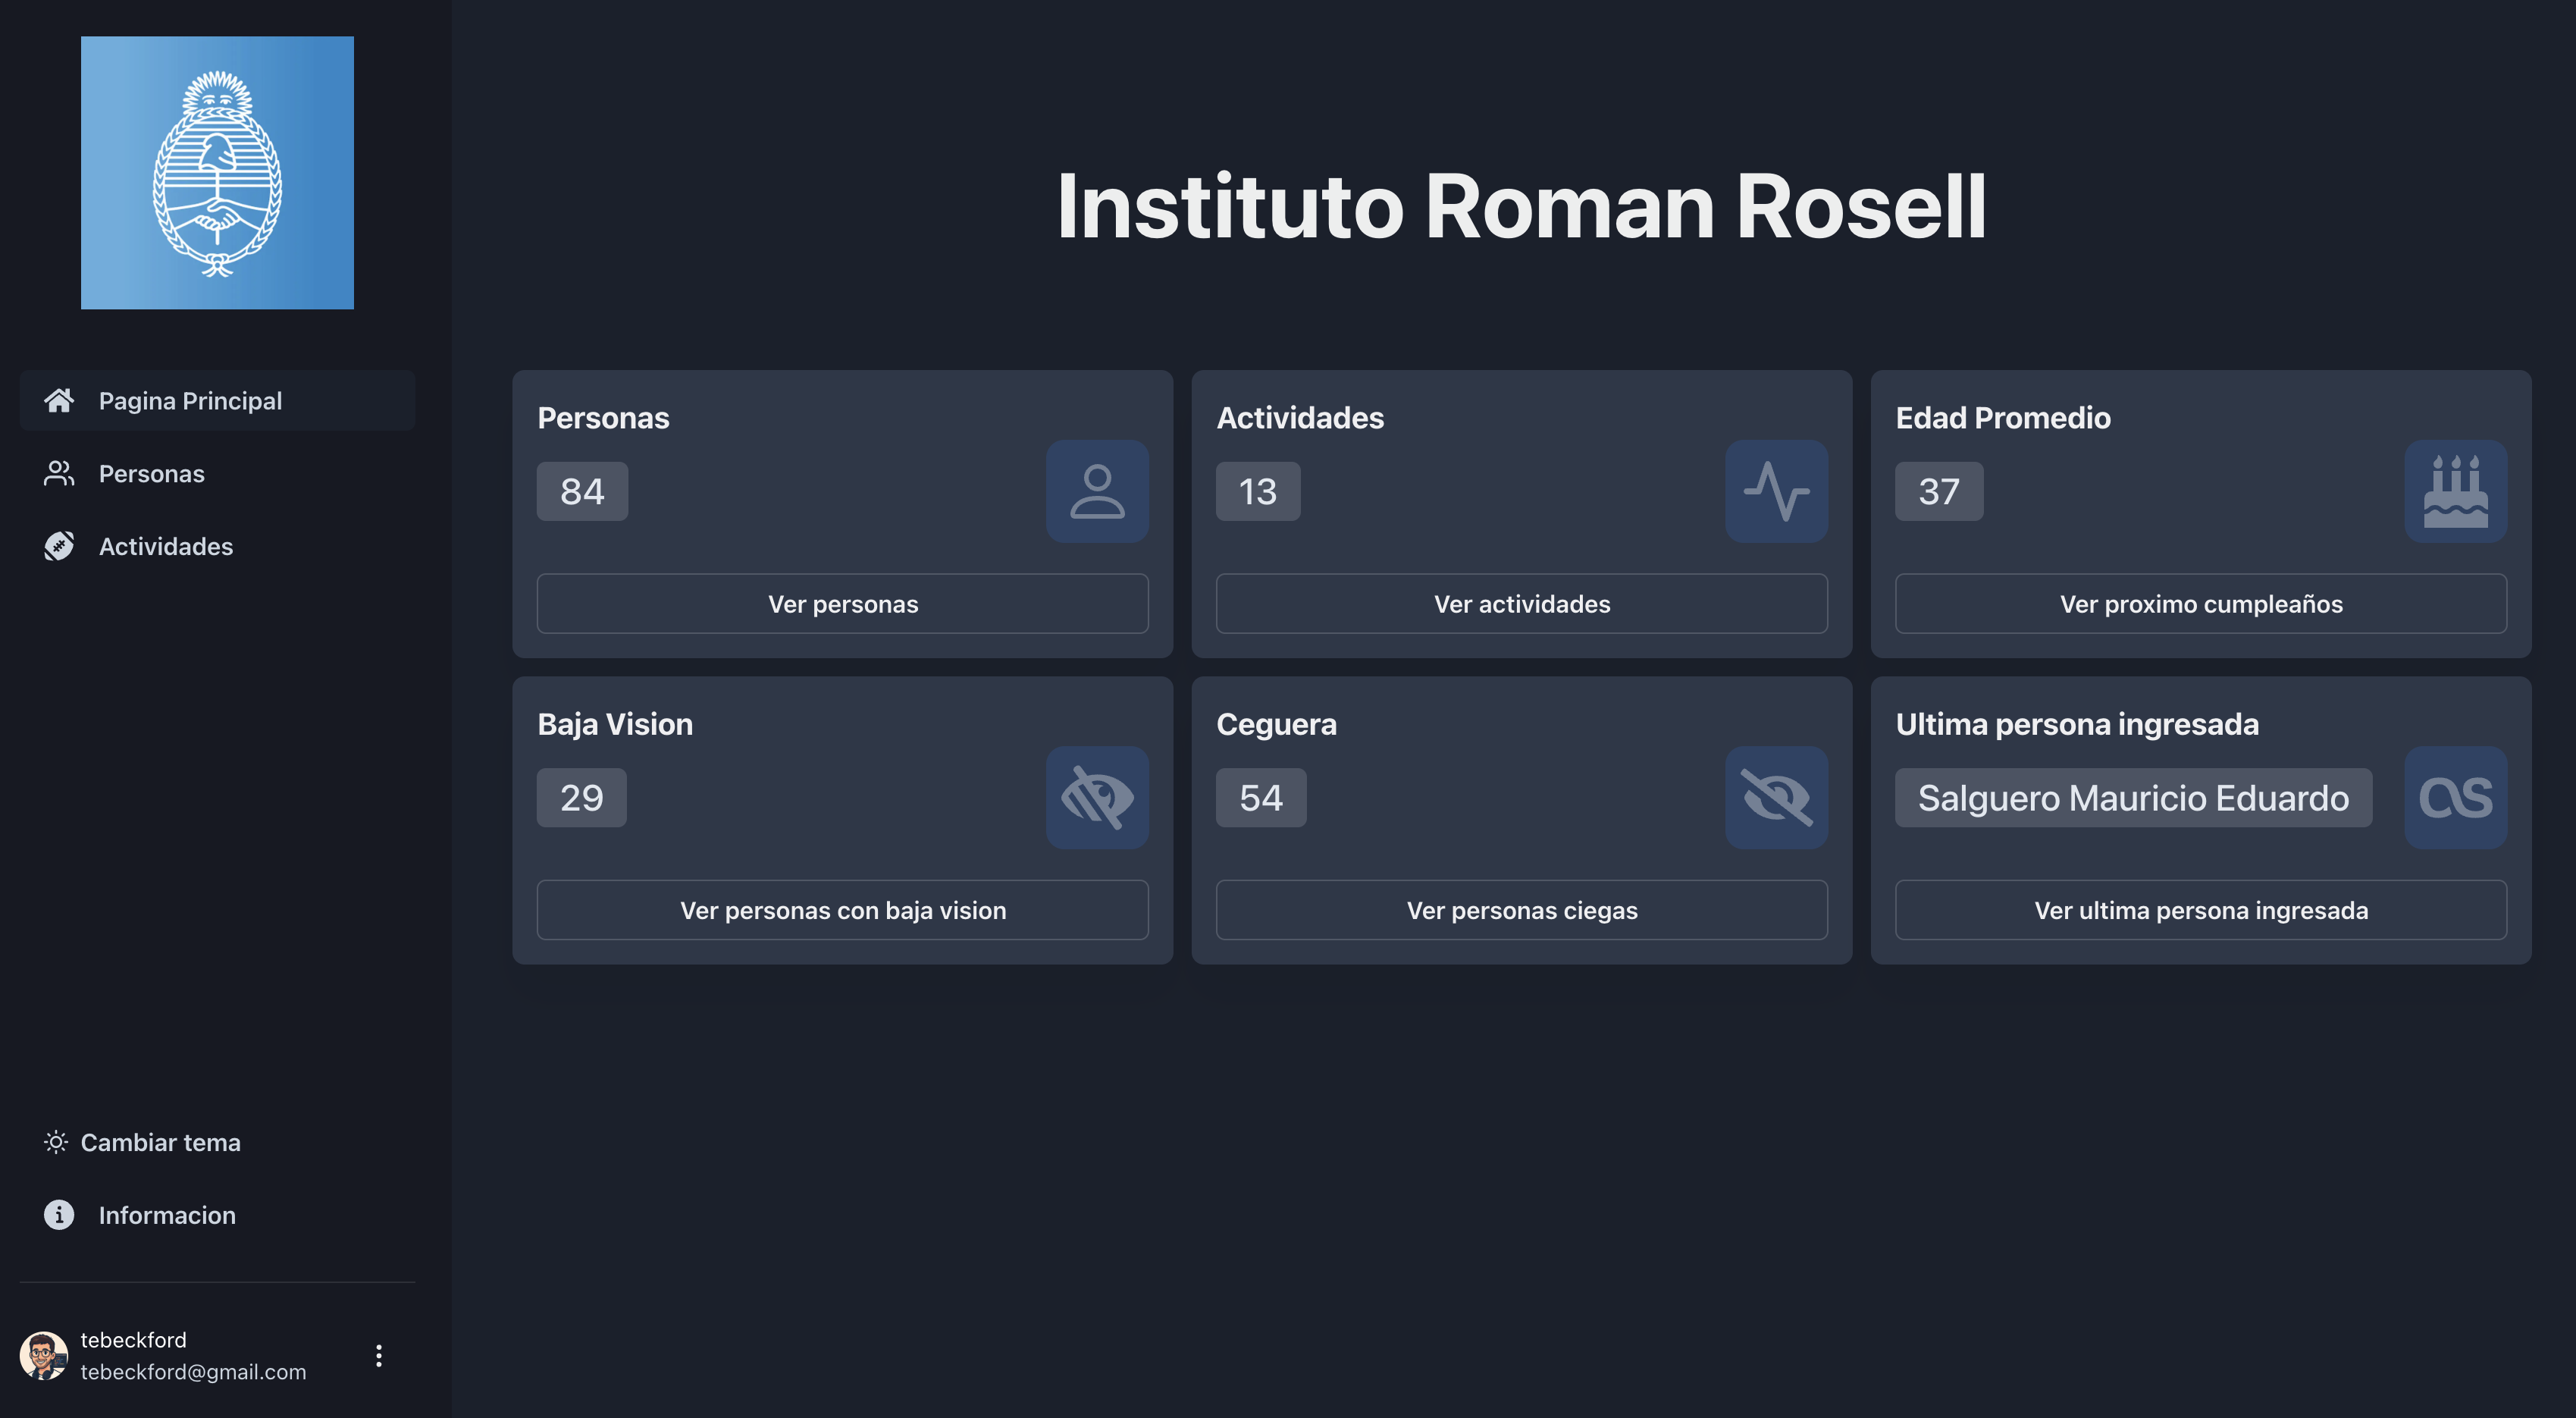 Pagina Principal
Personas
Actividades
Cambiar tema
Informacion
tebeckford
tebeckford@gmail.com
Instituto Roman Rosell
Personas
84
Ver personas
Actividades
13
Ver actividades
Edad Promedio
37
Ver proximo cumpleaños
Baja Vision
29
Ver personas con baja vision
Ceguera
54
Ver personas ciegas
Ultima persona ingresada
Salguero Mauricio Eduardo
Ver ultima persona ingresada